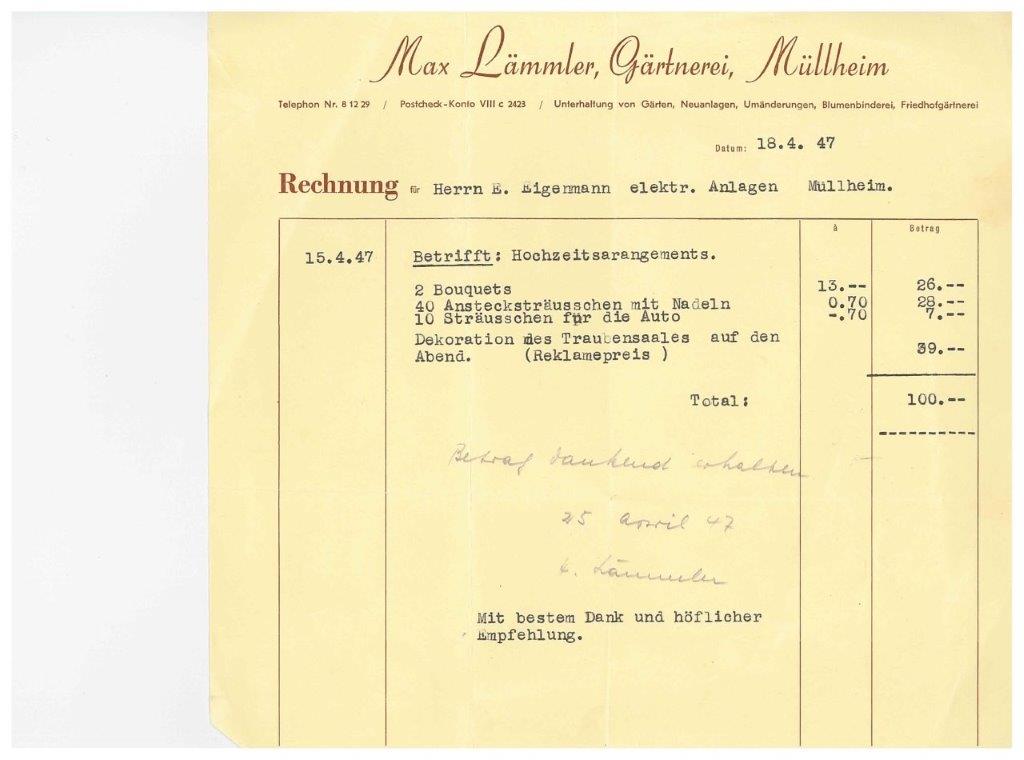 Max Lämmler, Gärtnerei, Müllheim
Telephon Nr. 8 12 29 / Postcheck-Konto VIII c 2423 / Unterhaltung von Gärten, Neuanlagen, Umänderungen, Blumenbinderei, Friedhofgärtnerei
Datum: 18.4. 47
Rechnung für Herrn E. Eigenmann elektr. Anlagen Müllheim.
à Betrag
15.4.47 Betrifft: Hochzeitsarangements.
2 Bouquets 13.-- 26.--
40 Anstecksträusschen mit Nadeln 0.70 28.--
10 Strässchen für die Auto -.70 7.--
Dekoration des Traubensaales auf den
Abend. (Reklamepreis ) 39.--
Total: 100.--
Betrag dankend erhalten
25 April 47
Lämmler
Mit bestem Dank und höflicher
Empfehlung.